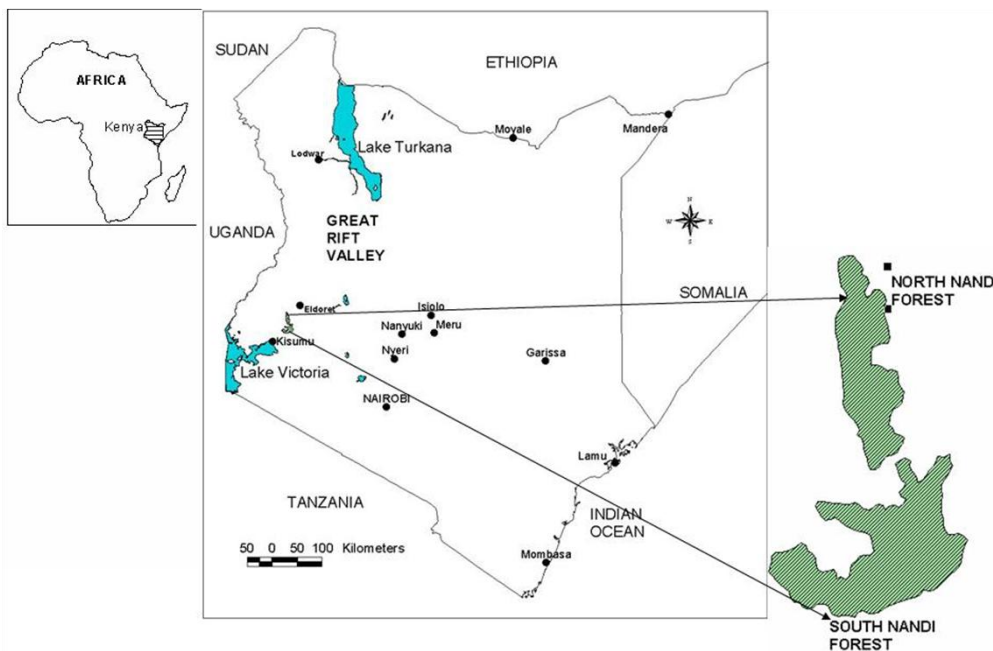 AFRICA
Kenya
SUDAN
ETHIOPIA
Moyale
Mandera
Lake Turkana
Lodwar
N
W E
S
GREAT
RIFT
VALLEY
UGANDA
NORTH NANDI
FOREST
SOMALIA
Eldoret
Isiolo
Nanyuki
Meru
Kisumu
Nyeri
Garissa
Lake Victoria
NAIROBI
Lamu
TANZANIA
INDIAN
OCEAN
50 0 50 100 Kilometers
Mombasa
SOUTH NANDI
FOREST